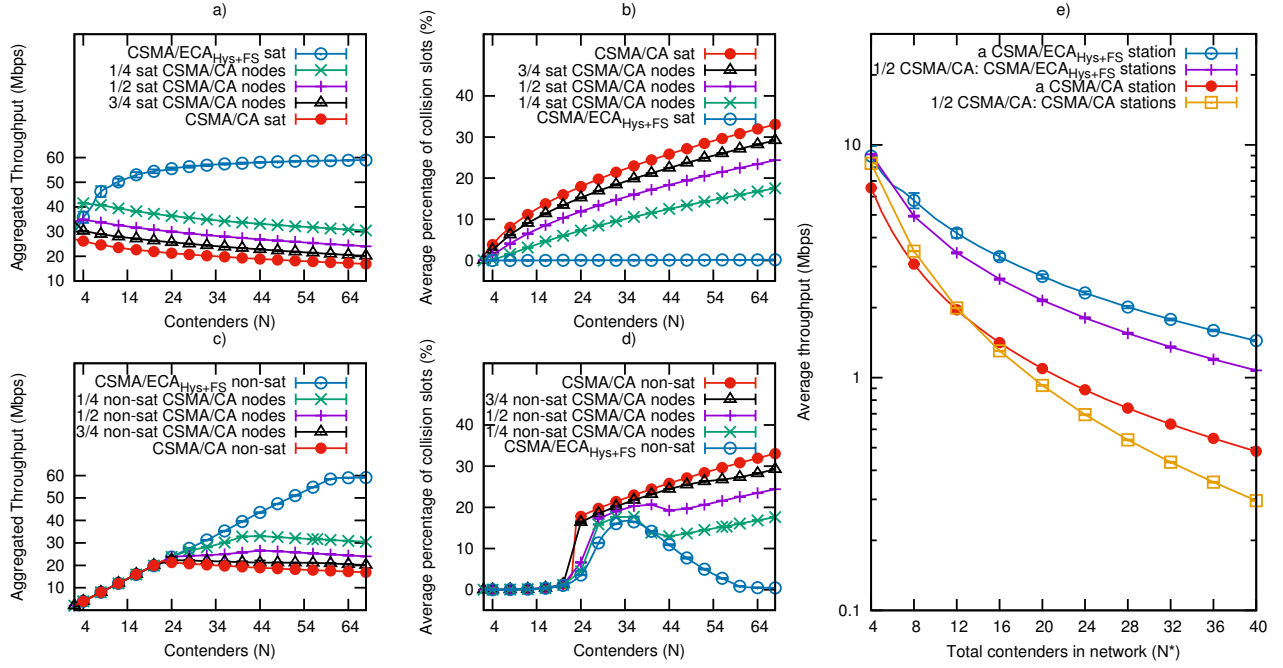 a)
Aggregated Throughput (Mbps)
60
50
40
30
20
10
4 14 24 34 44 54 64
Contenders (N)
CSMA/ECA Hys+FS sat
1/4 sat CSMA/CA nodes
1/2 sat CSMA/CA nodes
3/4 sat CSMA/CA nodes
CSMA/CA sat
b)
Average percentage of collision slots (%)
40
30
20
10
0
4 14 24 34 44 54 64
Contenders (N)
CSMA/CA sat
3/4 sat CSMA/CA nodes
1/2 sat CSMA/CA nodes
1/4 sat CSMA/CA nodes
CSMA/ECA Hys+FS sat
c)
Aggregated Throughput (Mbps)
60
50
40
30
20
10
4 14 24 34 44 54 64
Contenders (N)
CSMA/ECA Hys+FS non-sat
1/4 non-sat CSMA/CA nodes
1/2 non-sat CSMA/CA nodes
3/4 non-sat CSMA/CA nodes
CSMA/CA non-sat
d)
Average percentage of collision slots (%)
40
30
20
10
0
4 14 24 34 44 54 64
Contenders (N)
CSMA/CA non-sat
3/4 non-sat CSMA/CA nodes
1/2 non-sat CSMA/CA nodes
1/4 non-sat CSMA/CA nodes
CSMA/ECA Hys+FS non-sat
e)
Average throughput (Mbps)
10
1
0.1
4 8 12 16 20 24 28 32 36 40
Total contenders in network (N*)
a CSMA/ECA Hys+FS station
1/2 CSMA/CA: CSMA/ECA Hys+FS stations
a CSMA/CA station
1/2 CSMA/CA: CSMA/CA stations